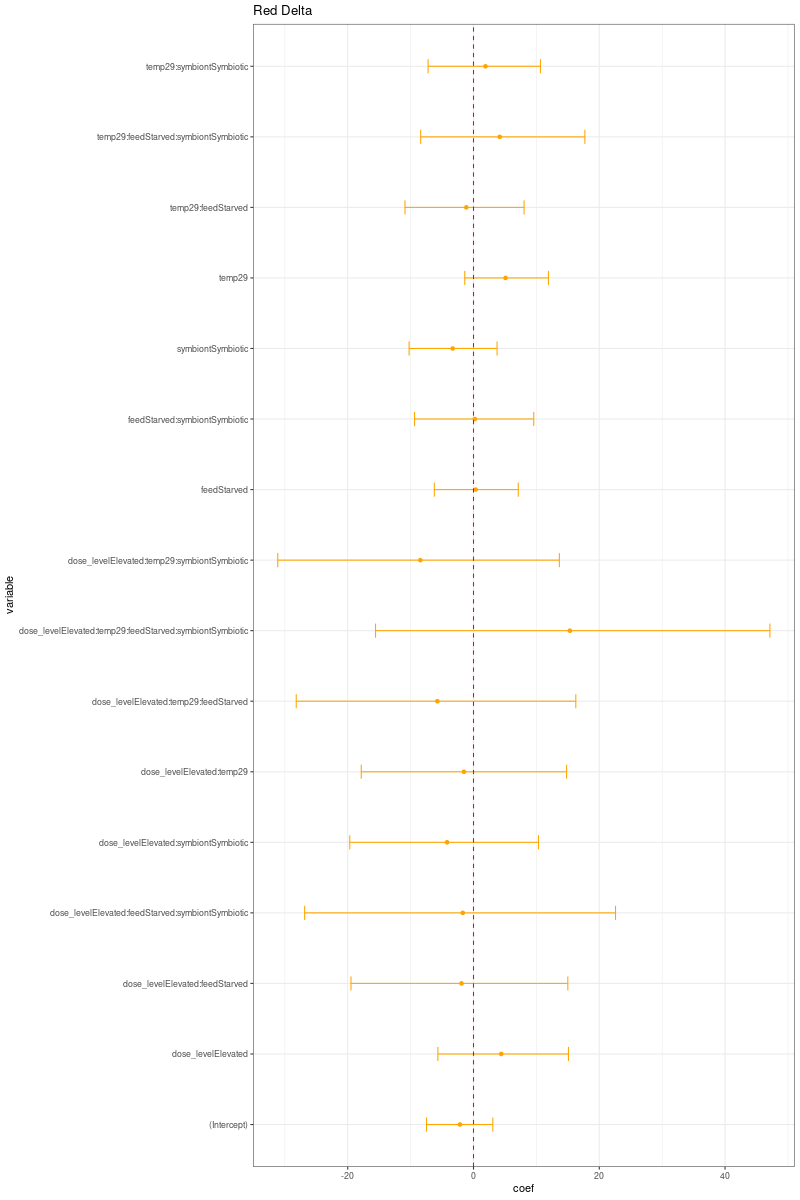 Red Delta
temp29:symbiontSymbiotic
temp29:feedStarved:symbiontSymbiotic
temp29:feedStarved
temp29
symbiontSymbiotic
feedStarved:symbiontSymbiotic
feedStarved
dose_levelElevated:temp29:symbiontSymbiotic
dose_levelElevated:temp29:feedStarved:symbiontSymbiotic
dose_levelElevated:temp29:feedStarved
dose_levelElevated:temp29
dose_levelElevated:symbiontSymbiotic
dose_levelElevated:feedStarved:symbiontSymbiotic
dose_levelElevated:feedStarved
dose_levelElevated
(Intercept)
variable
-20 0 20 40
coef